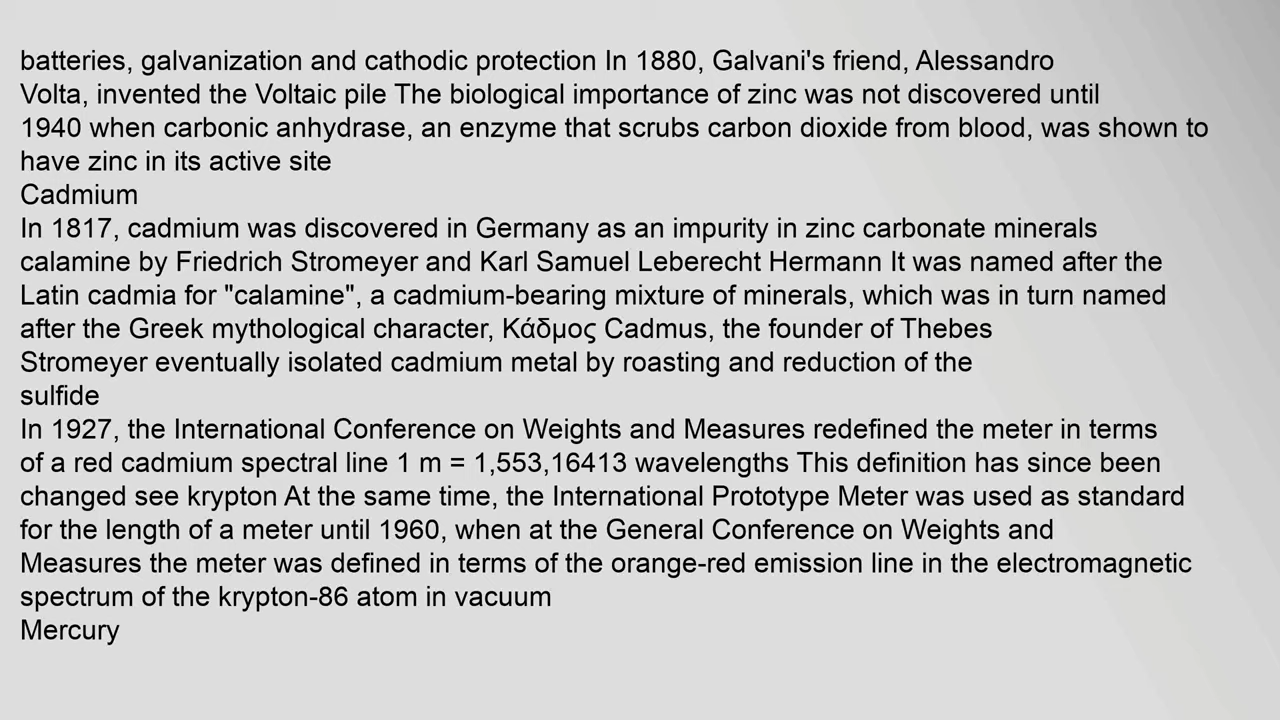 batteries, galvanization and cathodic protection In 1880, Galvani's friend, Alessandro
Volta, invented the Voltaic pile The biological importance of zinc was not discovered until
1940 when carbonic anhydrase, an enzyme that scrubs carbon dioxide from blood, was shown to
have zinc in its active site
Cadmium
In 1817, cadmium was discovered in Germany as an impurity in zinc carbonate minerals
calamine by Friedrich Stromeyer and Karl Samuel Leberecht Hermann It was named after the
Latin cadmia for "calamine", a cadmium-bearing mixture of minerals, which was in turn named
after the Greek mythological character, Κάδμος Cadmus, the founder of Thebes
Stromeyer eventually isolated cadmium metal by roasting and reduction of the
sulfide
In 1927, the International Conference on Weights and Measures redefined the meter in terms
of a red cadmium spectral line 1 m = 1,553,16413 wavelengths This definition has since been
changed see krypton At the same time, the International Prototype Meter was used as standard
for the length of a meter until 1960, when at the General Conference on Weights and
Measures the meter was defined in terms of the orange-red emission line in the electromagnetic
spectrum of the krypton-86 atom in vacuum
Mercury